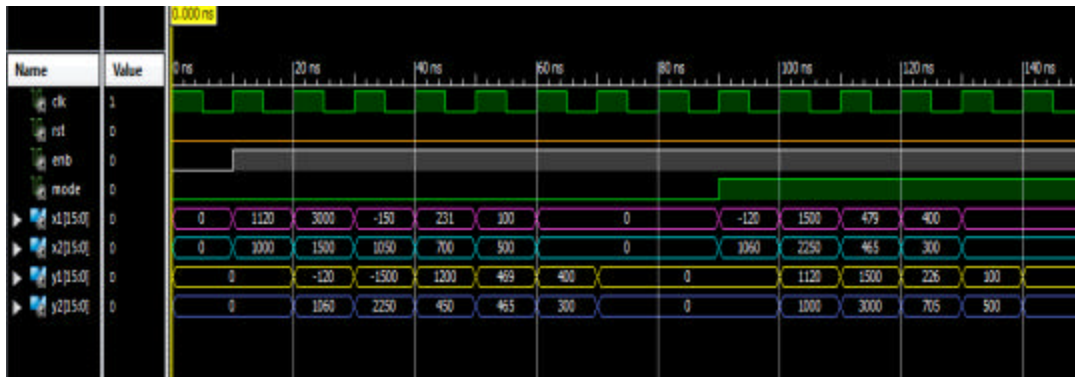 0.000 ns
Name Value 0 ns 20 ns 40 ns 60 ns 80 ns 100 ns 120 ns 140 ns
clk 1
rst 0
enb 0
mode 0
x1[15:0] 0 0 1120 3000 -150 231 100 0 -120 1500 479 400
x2[15:0] 0 0 1000 1500 1050 700 500 0 1060 2250 465 300
y1[15:0] 0 0 -120 -1500 1200 469 400 0 1120 1500 226 100
y2[15:0] 0 0 1060 2250 450 465 300 0 1000 3000 705 500